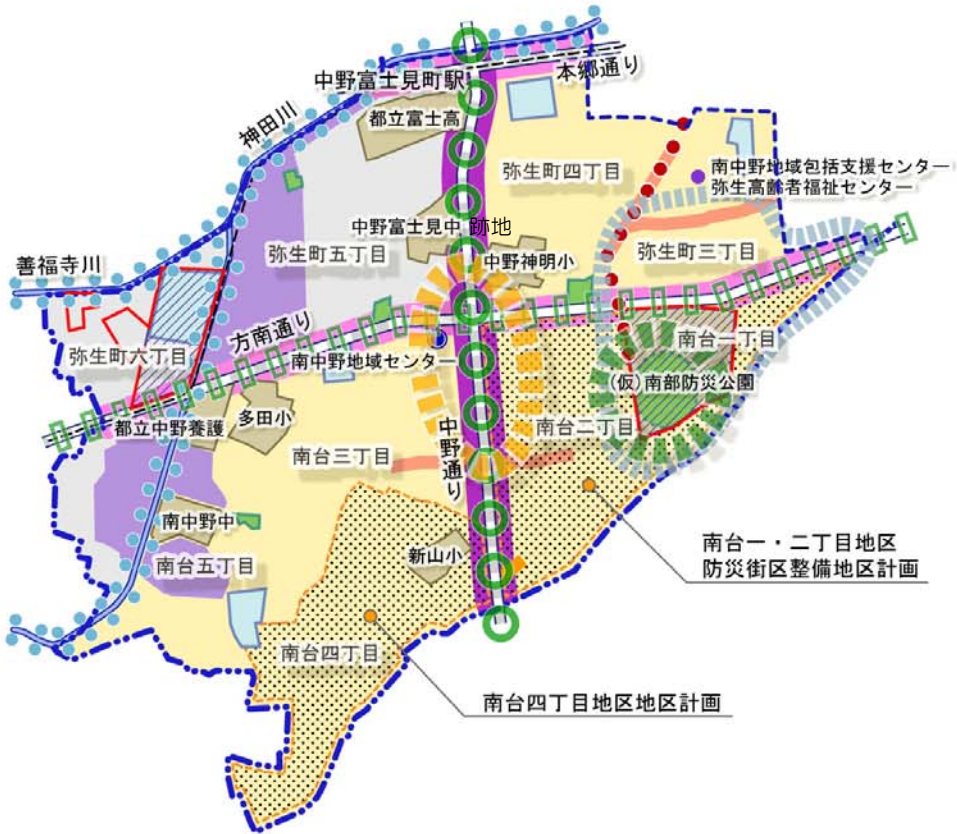 中野富士見町駅
本郷通り
都立富士高
神田川
弥生町四丁目
南中野地域包括支援センター
弥生高齢者福祉センター
中野富士見中 跡地
弥生町五丁目
中野神明小
弥生町三丁目
善福寺川
方南通り
弥生町六丁目
南中野地域センター
南台一丁目
(仮)南部防災公園
都立中野養護
多田小
南台二丁目
中野通り
南台三丁目
南中野中
新山小
南台五丁目
南台一・二丁目地区
防災街区整備地区計画
南台四丁目
南台四丁目地区地区計画